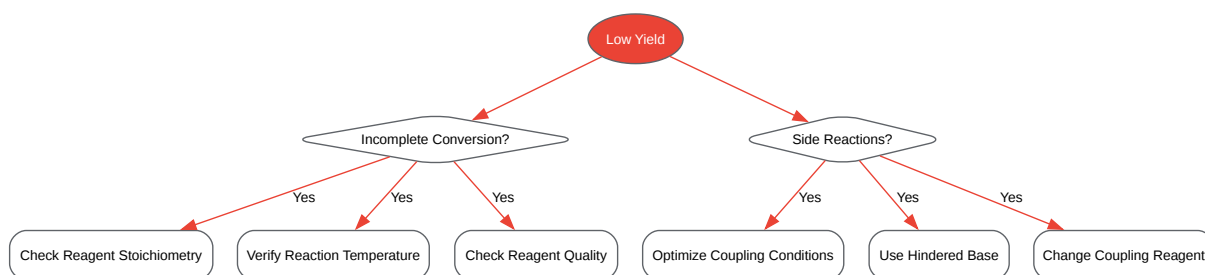 Low Yield
Incomplete Conversion?
Side Reactions?
Yes
Yes
Yes
Yes
Yes
Yes
Check Reagent Stoichiometry
Verify Reaction Temperature
Check Reagent Quality
Optimize Coupling Conditions
Use Hindered Base
Change Coupling Reagent